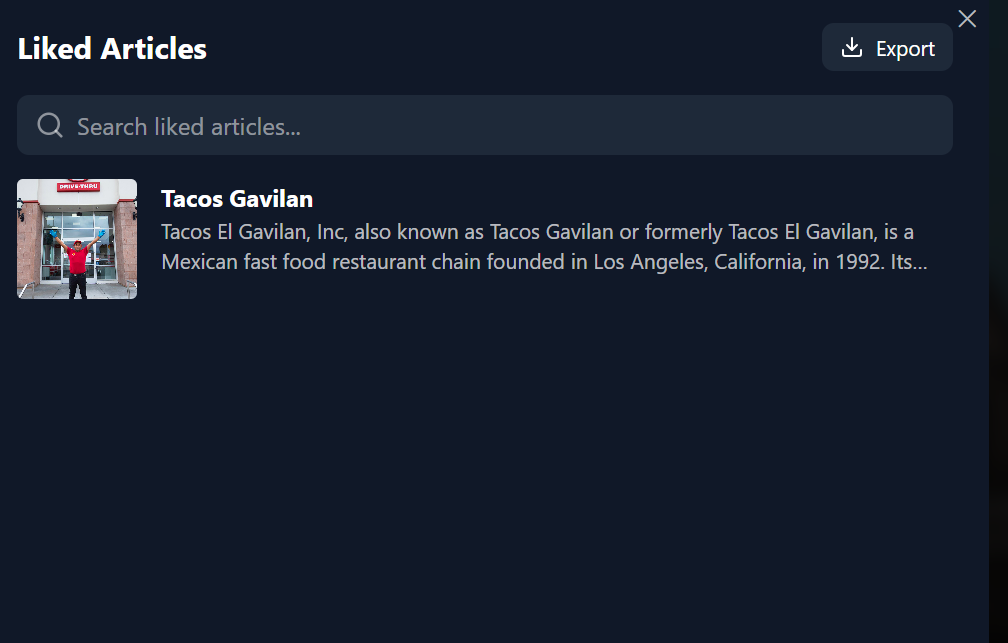 Liked Articles
Export
Search liked articles...
DRIVE-THRU
Tacos Gavilan
Tacos El Gavilan, Inc, also known as Tacos Gavilan or formerly Tacos El Gavilan, is a
Mexican fast food restaurant chain founded in Los Angeles, California, in 1992. Its...